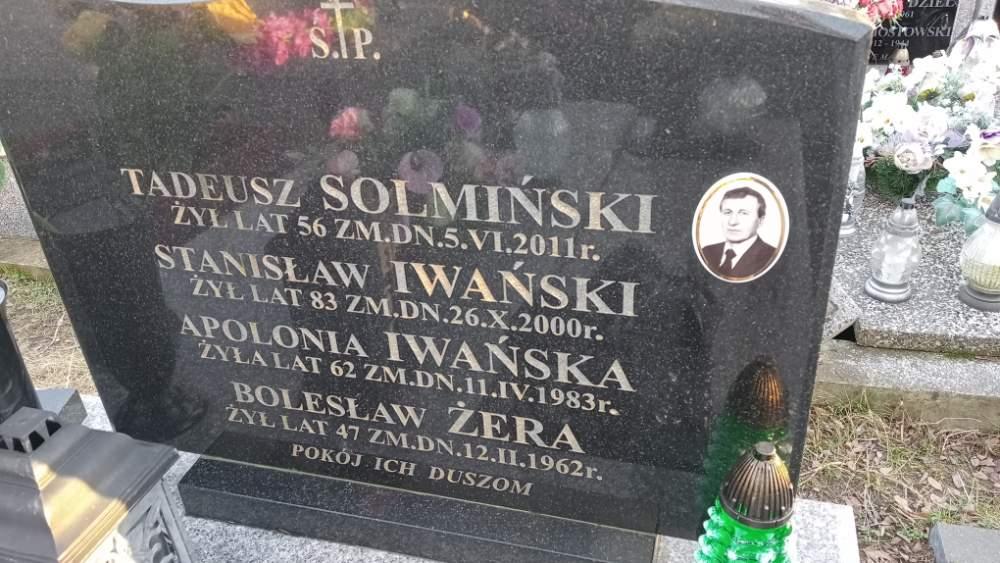 Ś.P.
TADEUSZ SOLMIŃSKI
ŻYŁ LAT 56 ZM.DN.5.VI.2011r.
STANISŁAW IWAŃSKI
ŻYŁ LAT 83 ZM.DN.26.X.2000r.
APOLONIA IWAŃSKA
ŻYŁA LAT 62 ZM.DN.11.IV.1983r.
BOLESŁAW ŻERA
ŻYŁ LAT 47 ZM.DN.12.II.1962r.
POKÓJ ICH DUSZOM